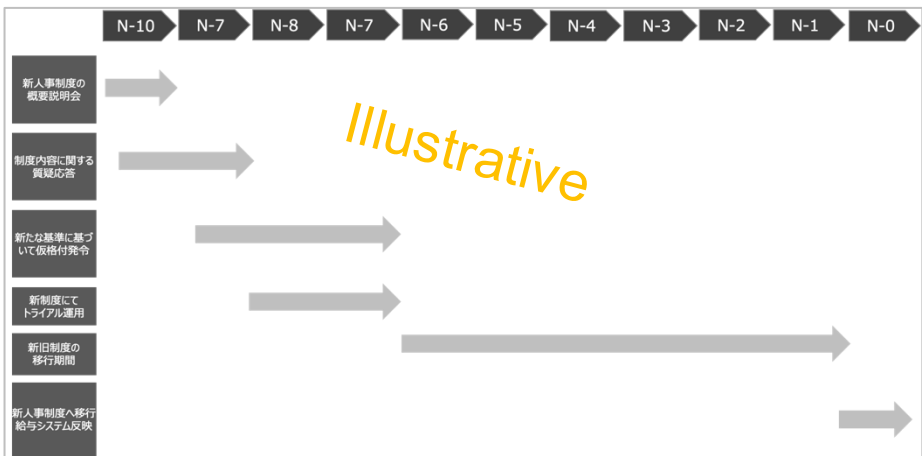 N-10 N-7 N-8 N-7 N-6 N-5 N-4 N-3 N-2 N-1 N-0
新人事制度の
概要説明会
Illustrative
制度内容に関する
質疑応答
新たな基準に基づ
いて仮格付発令
新制度にて
トライアル運用
新旧制度の
移行期間
新人事制度へ移行
給与システム反映